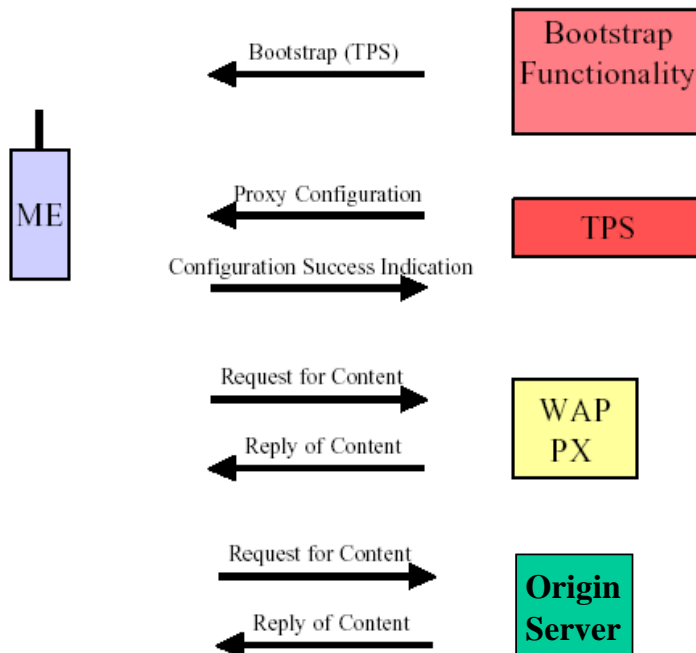 Bootstrap (TPS)
Bootstrap
Functionality
ME
Proxy Configuration
TPS
Configuration Success Indication
Request for Content
WAP
PX
Reply of Content
Request for Content
Origin
Server
Reply of Content